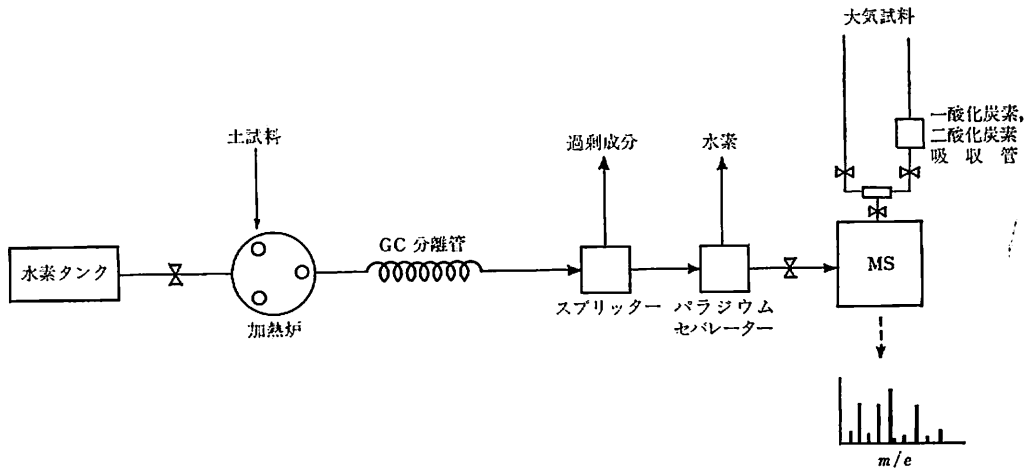 大気試料
一酸化炭素,
二酸化炭素
吸収管
土試料
過剰成分
水素
GC 分離管
水素タンク
MS
加熱炉
スプリッター
パラジウム
セパレーター
m/e